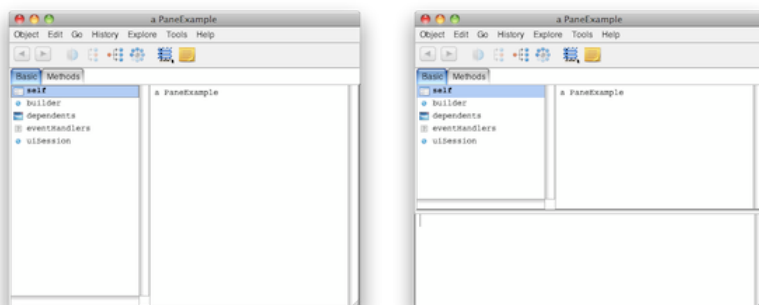 a PaneExample
Object Edit Go History Explore Tools Help
Basic Methods
self
builder
dependents
eventHandlers
uiSession
a PaneExample
a PaneExample
Object Edit Go History Explore Tools Help
Basic Methods
self
builder
dependents
eventHandlers
uiSession
a PaneExample